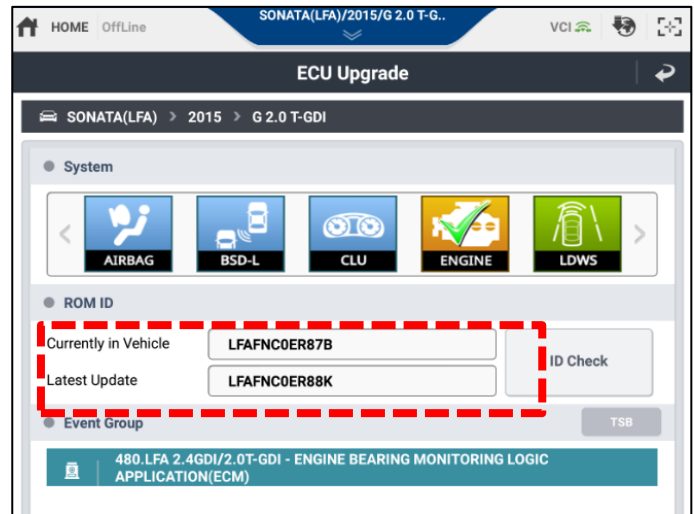 HOME OffLine SONATA(LFA)/2015/G 2.0 T-G.. VCI
ECU Upgrade
SONATA(LFA) > 2015 > G 2.0 T-GDI
System
AIRBAG BSD-L CLU ENGINE LDWS
ROM ID
Currently in Vehicle LFAFNC0ER87B
ID Check
Latest Update LFAFNC0ER88K
Event Group TSB
480.LFA 2.4GDI/2.0T-GDI - ENGINE BEARING MONITORING LOGIC
APPLICATION(ECM)